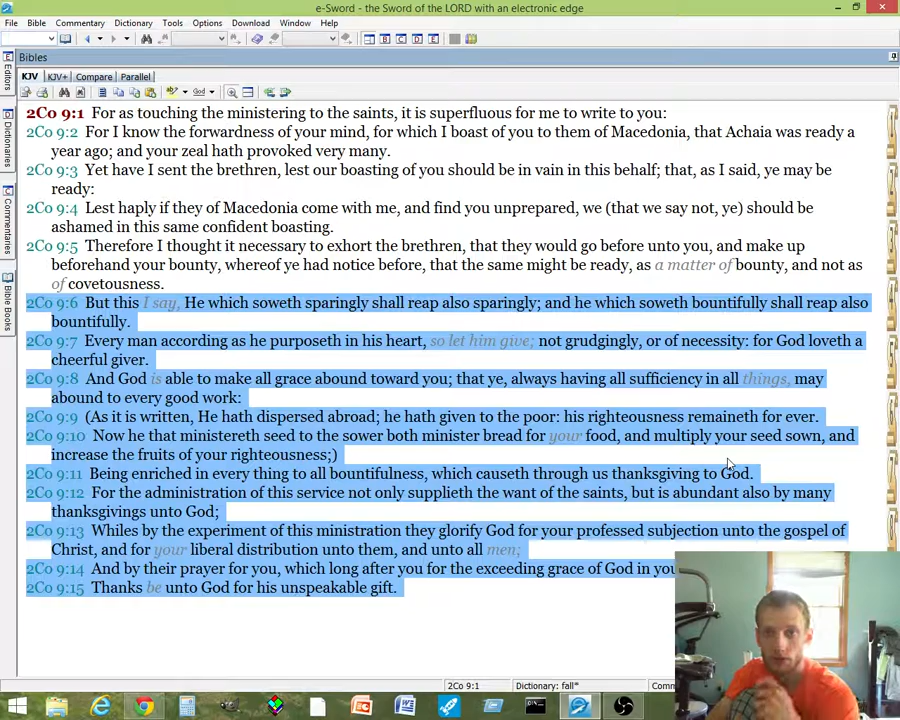 e-Sword - the Sword of the LORD with an electronic edge
File Bible Commentary Dictionary Tools Options Download Window Help
Bibles
KJV KJV+ Compare Parallel
Editors
Dictionaries
Commentaries
Bible Books
2Co 9:1 For as touching the ministering to the saints, it is superfluous for me to write to you:
2Co 9:2 For I know the forwardness of your mind, for which I boast of you to them of Macedonia, that Achaia was ready a
year ago; and your zeal hath provoked very many.
2Co 9:3 Yet have I sent the brethren, lest our boasting of you should be in vain in this behalf; that, as I said, ye may be
ready:
2Co 9:4 Lest haply if they of Macedonia come with me, and find you unprepared, we (that we say not, ye) should be
ashamed in this same confident boasting.
2Co 9:5 Therefore I thought it necessary to exhort the brethren, that they would go before unto you, and make up
beforehand your bounty, whereof ye had notice before, that the same might be ready, as a matter of bounty, and not as
of covetousness.
2Co 9:6 But this I say, He which soweth sparingly shall reap also sparingly; and he which soweth bountifully shall reap also
bountifully.
2Co 9:7 Every man according as he purposeth in his heart, so let him give; not grudgingly, or of necessity: for God loveth a
cheerful giver.
2Co 9:8 And God is able to make all grace abound toward you; that ye, always having all sufficiency in all things, may
abound to every good work:
2Co 9:9 (As it is written, He hath dispersed abroad; he hath given to the poor: his righteousness remaineth for ever.
2Co 9:10 Now he that ministereth seed to the sower both minister bread for your food, and multiply your seed sown, and
increase the fruits of your righteousness;)
2Co 9:11 Being enriched in every thing to all bountifulness, which causeth through us thanksgiving to God.
2Co 9:12 For the administration of this service not only supplieth the want of the saints, but is abundant also by many
thanksgivings unto God;
2Co 9:13 Whiles by the experiment of this ministration they glorify God for your professed subjection unto the gospel of
Christ, and for your liberal distribution unto them, and unto all men;
2Co 9:14 And by their prayer for you, which long after you for the exceeding grace of God in you
2Co 9:15 Thanks be unto God for his unspeakable gift.
2Co 9:1 Dictionary: fall* Comm